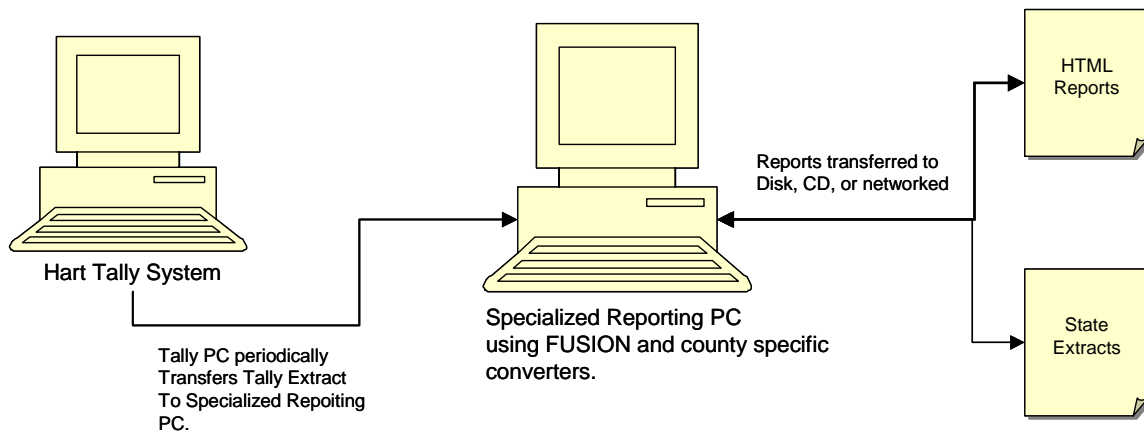 Hart Tally System
Tally PC periodically
Transfers Tally Extract
To Specialized Repoiting
PC.
Specialized Reporting PC
using FUSION and county specific
converters.
Reports transferred to
Disk, CD, or networked
HTML
Reports
State
Extracts